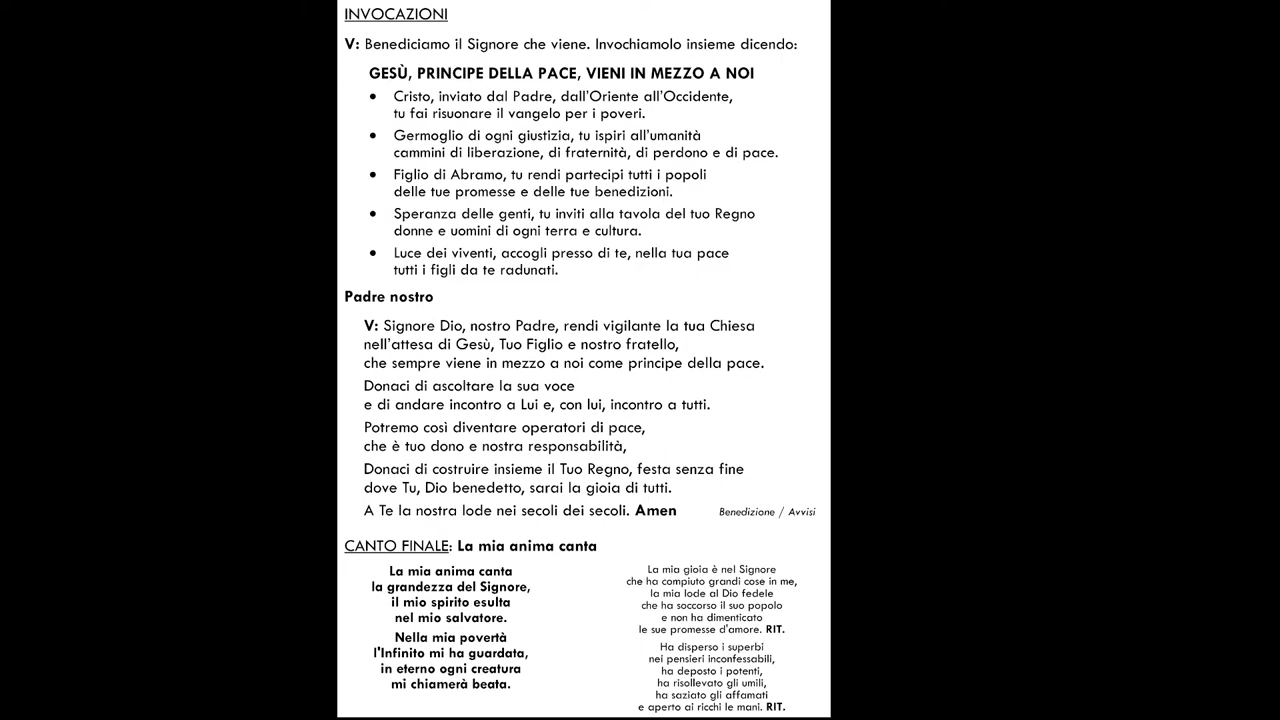 INVOCAZIONI
V: Benediciamo il Signore che viene. Invochiamolo insieme dicendo:
GESÙ, PRINCIPE DELLA PACE, VIENI IN MEZZO A NOI
• Cristo, inviato dal Padre, dall'Oriente all'Occidente,
tu fai risuonare il vangelo per i poveri.
• Germoglio di ogni giustizia, tu ispiri all'umanità
cammini di liberazione, di fraternità, di perdono e di pace.
• Figlio di Abramo, tu rendi partecipi tutti i popoli
delle tue promesse e delle tue benedizioni.
• Speranza delle genti, tu inviti alla tavola del tuo Regno
donne e uomini di ogni terra e cultura.
• Luce dei viventi, accogli presso di te, nella tua pace
tutti i figli da te radunati.
Padre nostro
V: Signore Dio, nostro Padre, rendi vigilante la tua Chiesa
nell'attesa di Gesù, Tuo Figlio e nostro fratello,
che sempre viene in mezzo a noi come principe della pace.
Donaci di ascoltare la sua voce
e di andare incontro a Lui e, con lui, incontro a tutti.
Potremo così diventare operatori di pace,
che è tuo dono e nostra responsabilità,
Donaci di costruire insieme il Tuo Regno, festa senza fine
dove Tu, Dio benedetto, sarai la gioia di tutti.
A Te la nostra lode nei secoli dei secoli. Amen
Benedizione / Avvisi
CANTO FINALE: La mia anima canta
La mia anima canta
la grandezza del Signore,
il mio spirito esulta
nel mio salvatore.
Nella mia povertà
l'Infinito mi ha guardata,
in eterno ogni creatura
mi chiamerà beata.
La mia gioia è nel Signore
che ha compiuto grandi cose in me,
la mia lode al Dio fedele
che ha soccorso il suo popolo
e non ha dimenticato
le sue promesse d'amore. RIT.
Ha disperso i superbi
nei pensieri inconfessabili,
ha deposto i potenti,
ha risollevato gli umili,
ha saziato gli affamati
e aperto ai ricchi le mani. RIT.